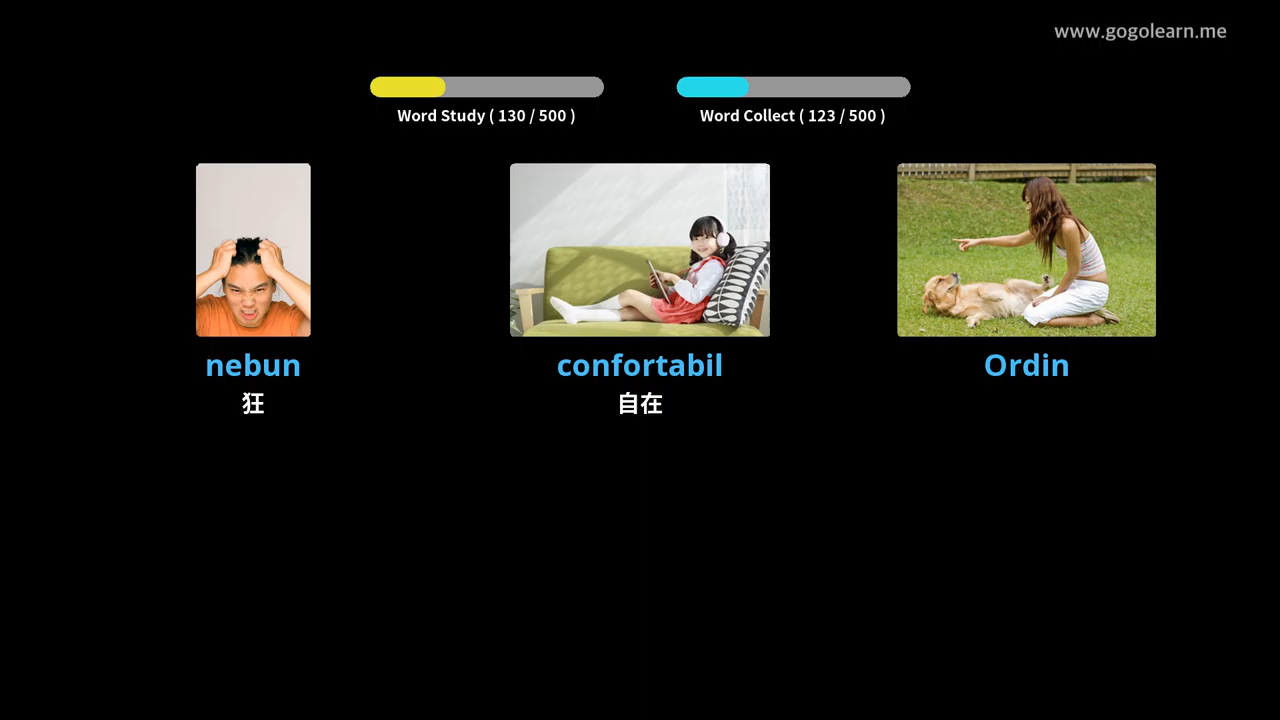 www.gogolearn.me
Word Study ( 130 / 500 )
Word Collect ( 123 / 500 )
nebun
狂
confortabil
自在
Ordin